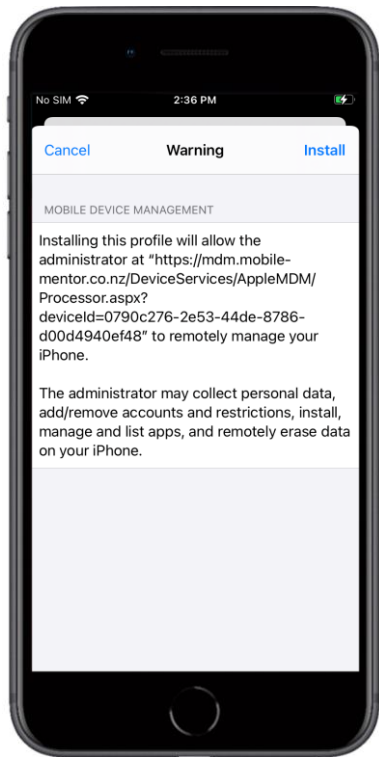 No SIM 2:36 PM
Cancel Warning Install
MOBILE DEVICE MANAGEMENT
Installing this profile will allow the
administrator at “https://mdm.mobile-
mentor.co.nz/DeviceServices/AppleMDM/
Processor.aspx?
deviceId=0790c276-2e53-44de-8786-
d00d4940ef48” to remotely manage your
iPhone.
The administrator may collect personal data,
add/remove accounts and restrictions, install,
manage and list apps, and remotely erase data
on your iPhone.